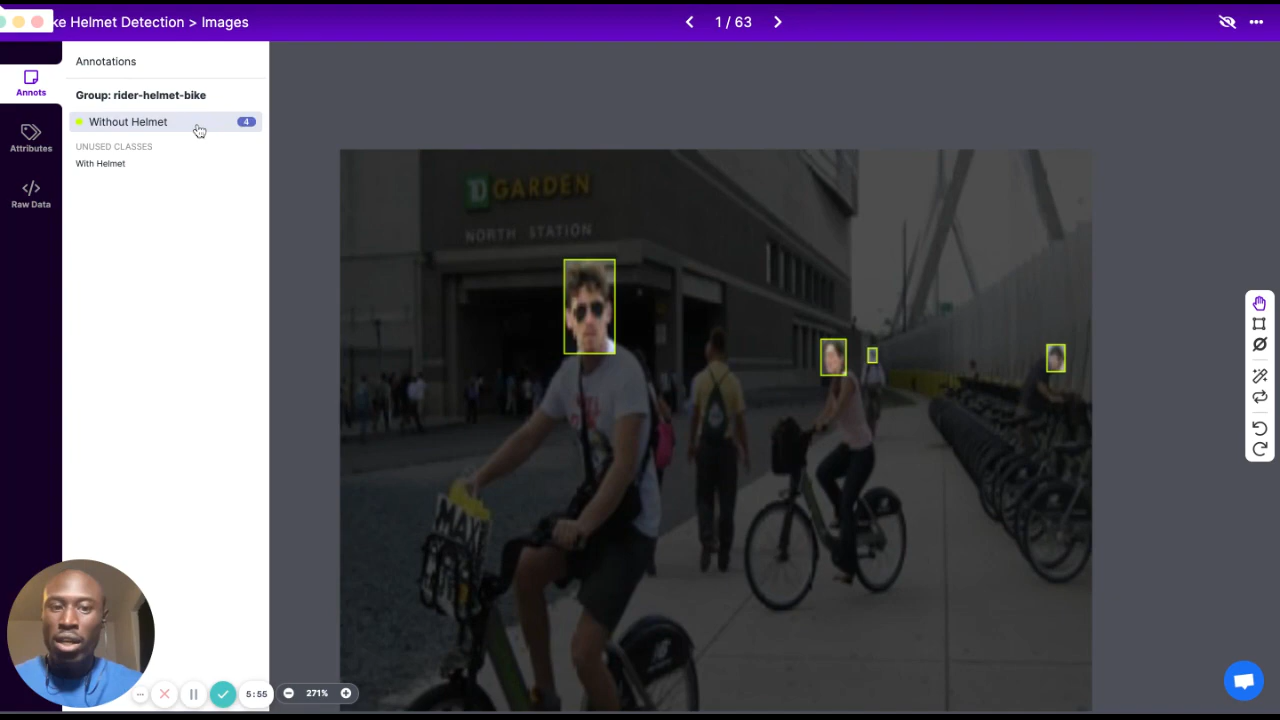 ke Helmet Detection > Images
1 / 63
Annotations
Annots
Group: rider-helmet-bike
Without Helmet 4
Attributes
UNUSED CLASSES
With Helmet
Raw Data
GARDEN
NORTH STATION
MAY
5:55
271%